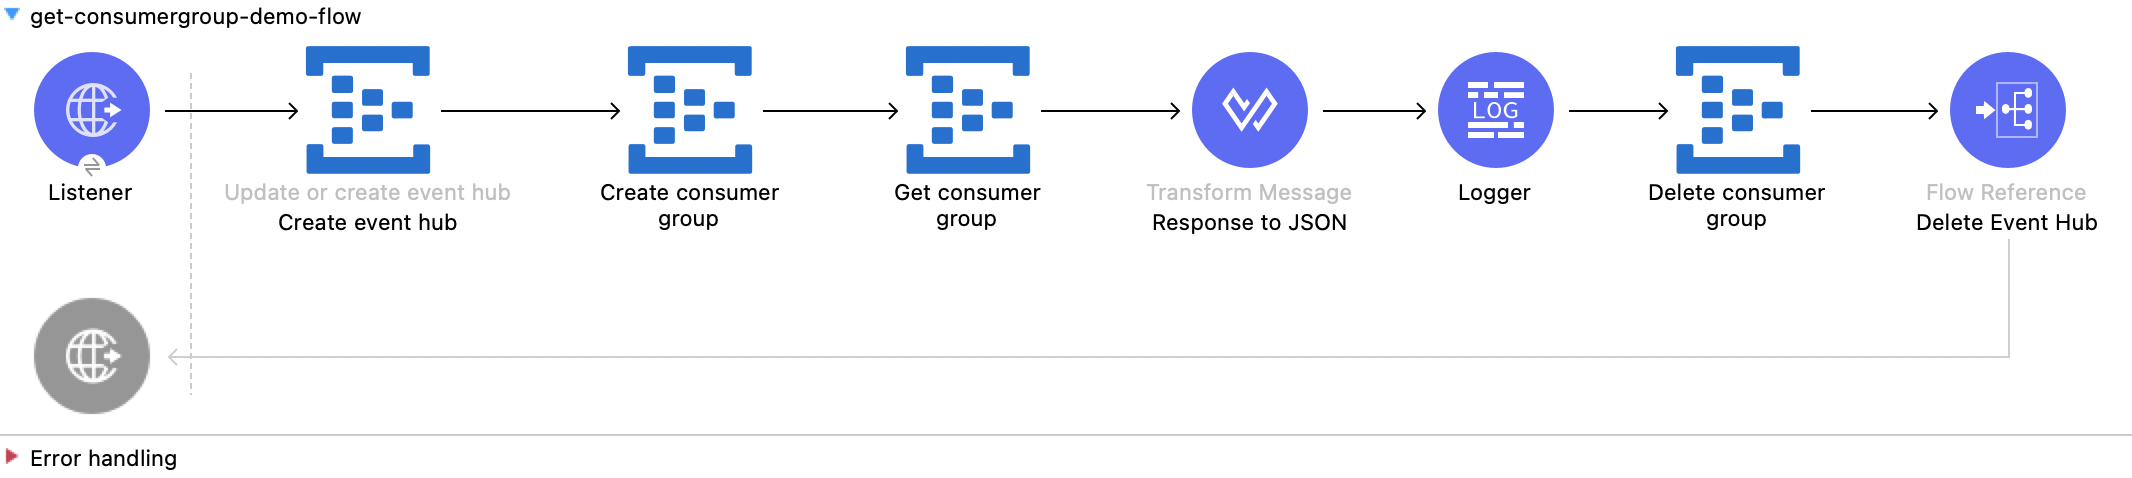 get-consumergroup-demo-flow
LOG
Listener
Update or create event hub
Create event hub
Create consumer
group
Get consumer
group
Transform Message
Response to JSON
Logger
Delete consumer
group
Flow Reference
Delete Event Hub
Error handling